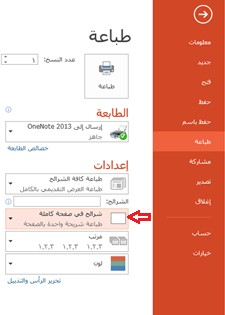 طباعة
عدد النسخ: ١
طباعة
الطابعة
إرسال إلى OneNote 2013
جاهز
خصائص الطابعة
إعدادات
طباعة كافة الشرائح
طباعة العرض التقديمي بالكامل
الشرائح:
شرائح في صفحة كاملة
طباعة شريحة واحدة بالصفحة
مرتب
١,٢,٣ ١,٢,٣ ١,٢,٣
لون
تحرير الرأس والتذييل
معلومات
جديد
فتح
حفظ
حفظ باسم
طباعة
مشاركة
تصدير
إغلاق
حساب
خيارات